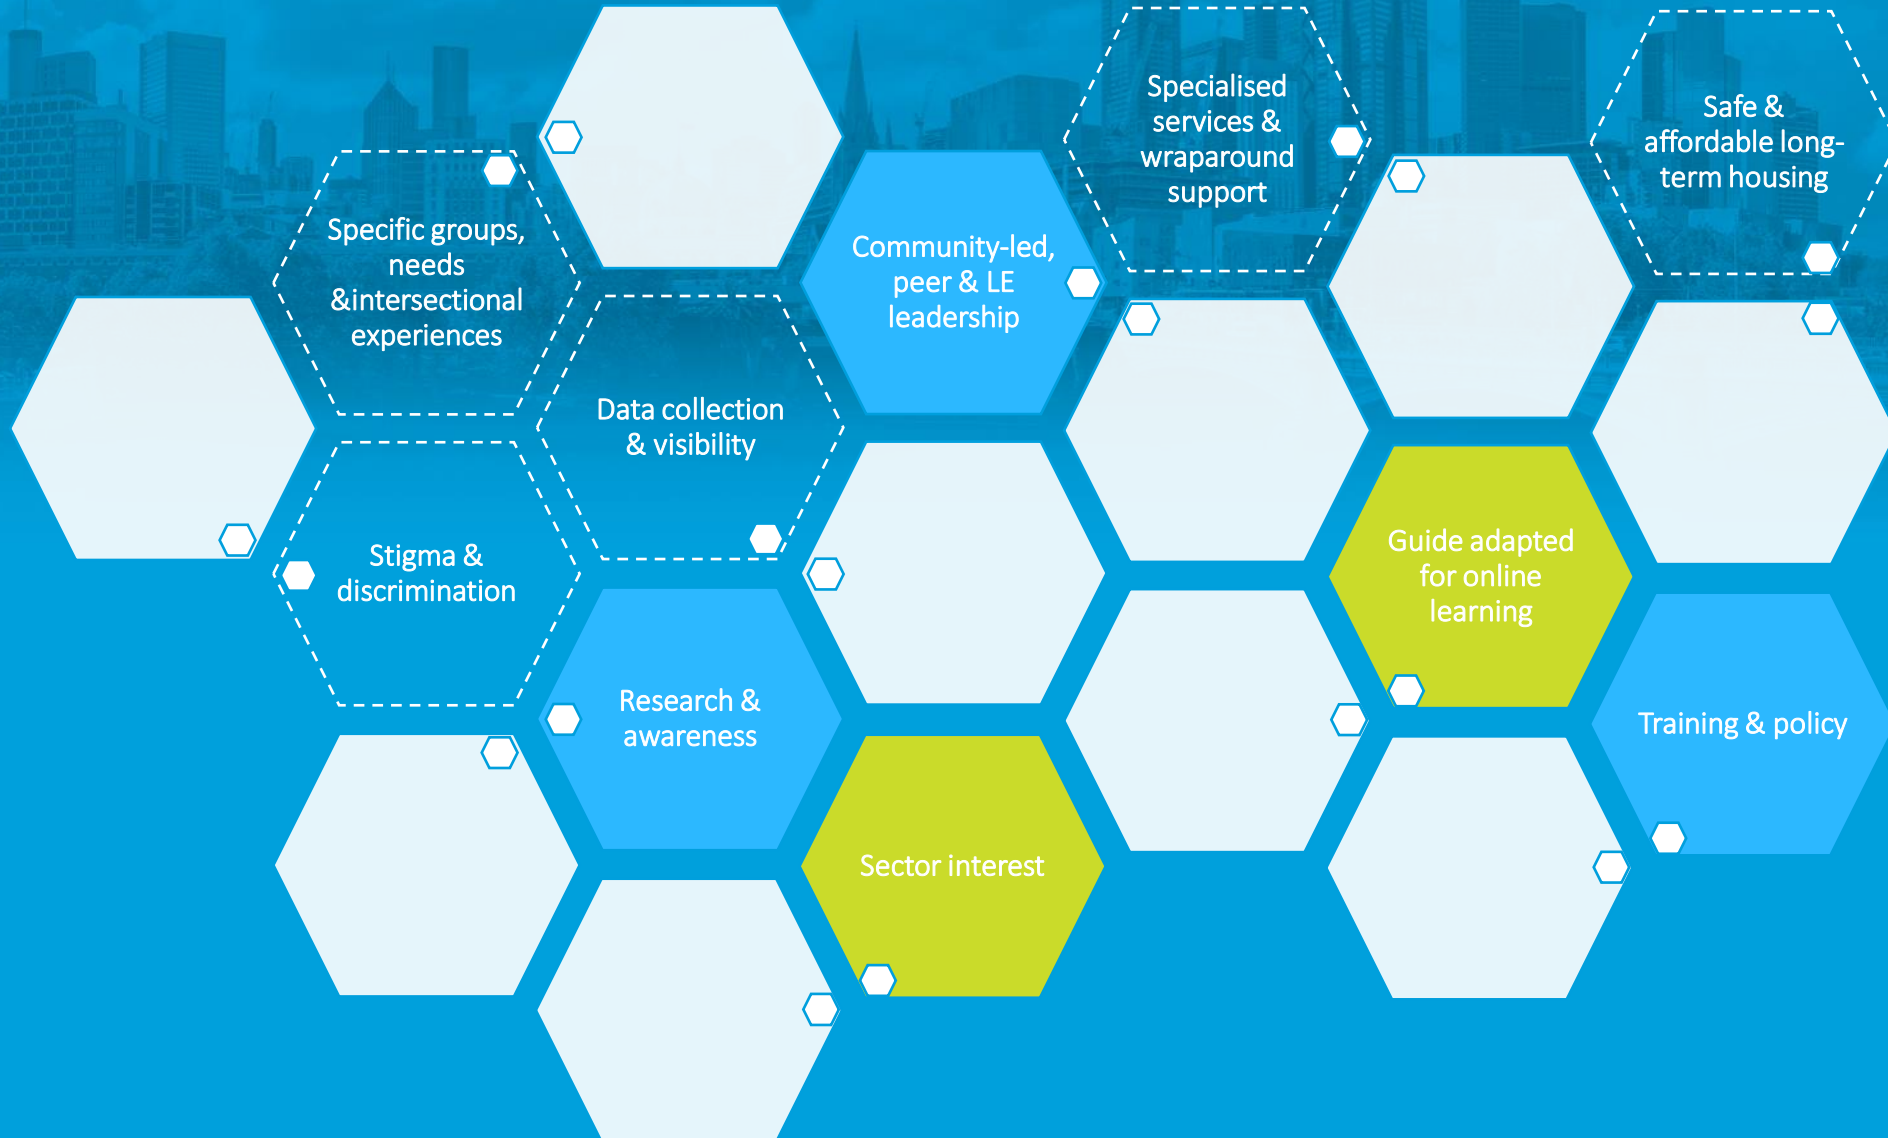 Specialised
services &
wraparound
support
Safe &
affordable long-
term housing
Specific groups,
needs
&intersectional
experiences
Community-led,
peer & LE
leadership
Data collection
& visibility
Stigma &
discrimination
Guide adapted
for online
learning
Research &
awareness
Training & policy
Sector interest